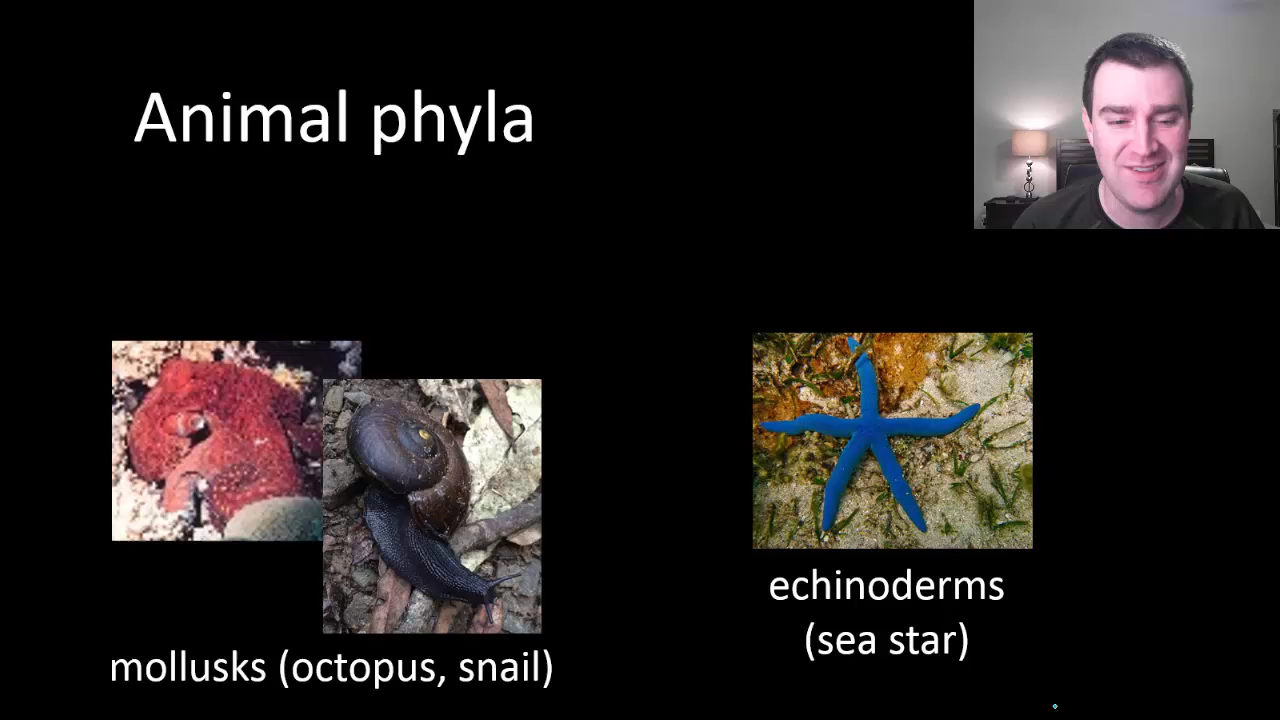 Animal phyla
mollusks (octopus, snail)
echinoderms
(sea star)